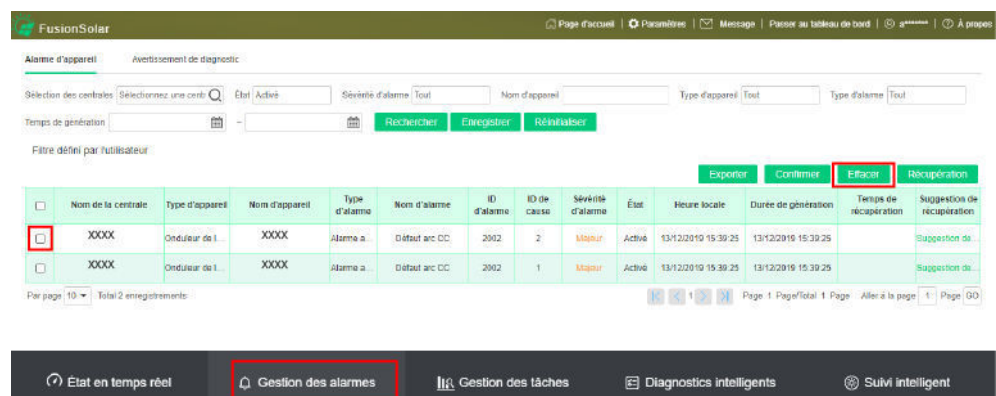 FusionSolar Page d'accueil | Paramètres | Message | Passer au tableau de bord | a******* | À propos
Alarme d'appareil Avertissement de diagnostic
Sélection des centrales Sélectionnez une centr État Activé Sévérité d'alarme Tout Nom d'appareil Type d'appareil Tout Type d'alarme Tout
Temps de génération – Rechercher Enregistrer Réinitialiser
Filtre défini par l'utilisateur
Exporter Confirmer Effacer Récupération
Nom de la centrale Type d'appareil Nom d'appareil Type d'alarme Nom d'alarme ID d'alarme ID de cause Sévérité d'alarme État Heure locale Durée de génération Temps de récupération Suggestion de récupération
XXXX Onduleur de l... XXXX Alarme a... Défaut arc CC 2002 2 Majeur Activé 13/12/2019 15:39:25 13/12/2019 15:39:25 Suggestion de...
XXXX Onduleur de l... XXXX Alarme a... Défaut arc CC 2002 1 Majeur Activé 13/12/2019 15:39:25 13/12/2019 15:39:25 Suggestion de...
Par page 10 Total 2 enregistrements 1 Page 1 Page/Total 1 Page Aller à la page 1 Page GO
État en temps réel Gestion des alarmes Gestion des tâches Diagnostics intelligents Suivi intelligent